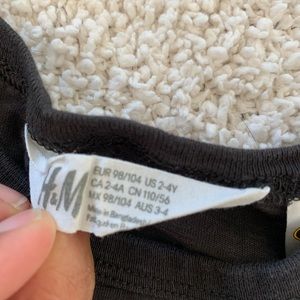 H&M
EUR 98/104 US 2-4Y
CA 2-4A CN 110/56
MX 98/104 AUS 3-4
Made in Bangladesh